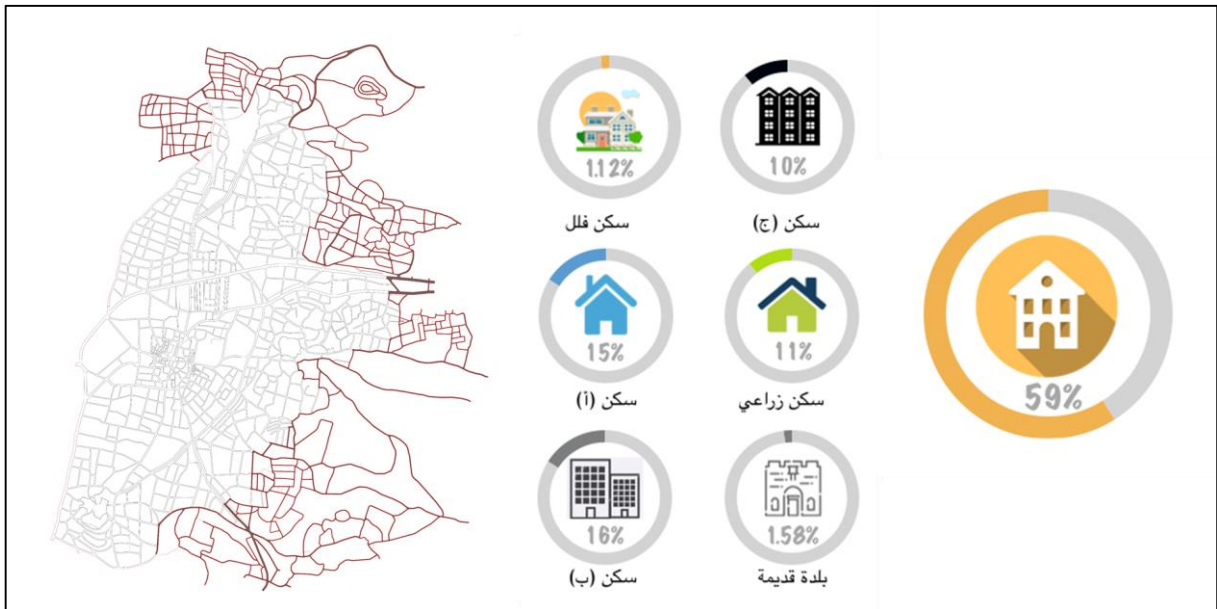 1.12%
سكن فلل
10%
سكن (ج)
15%
سكن (أ)
11%
سكن زراعي
16%
سكن (ب)
1.58%
بلدة قديمة
59%